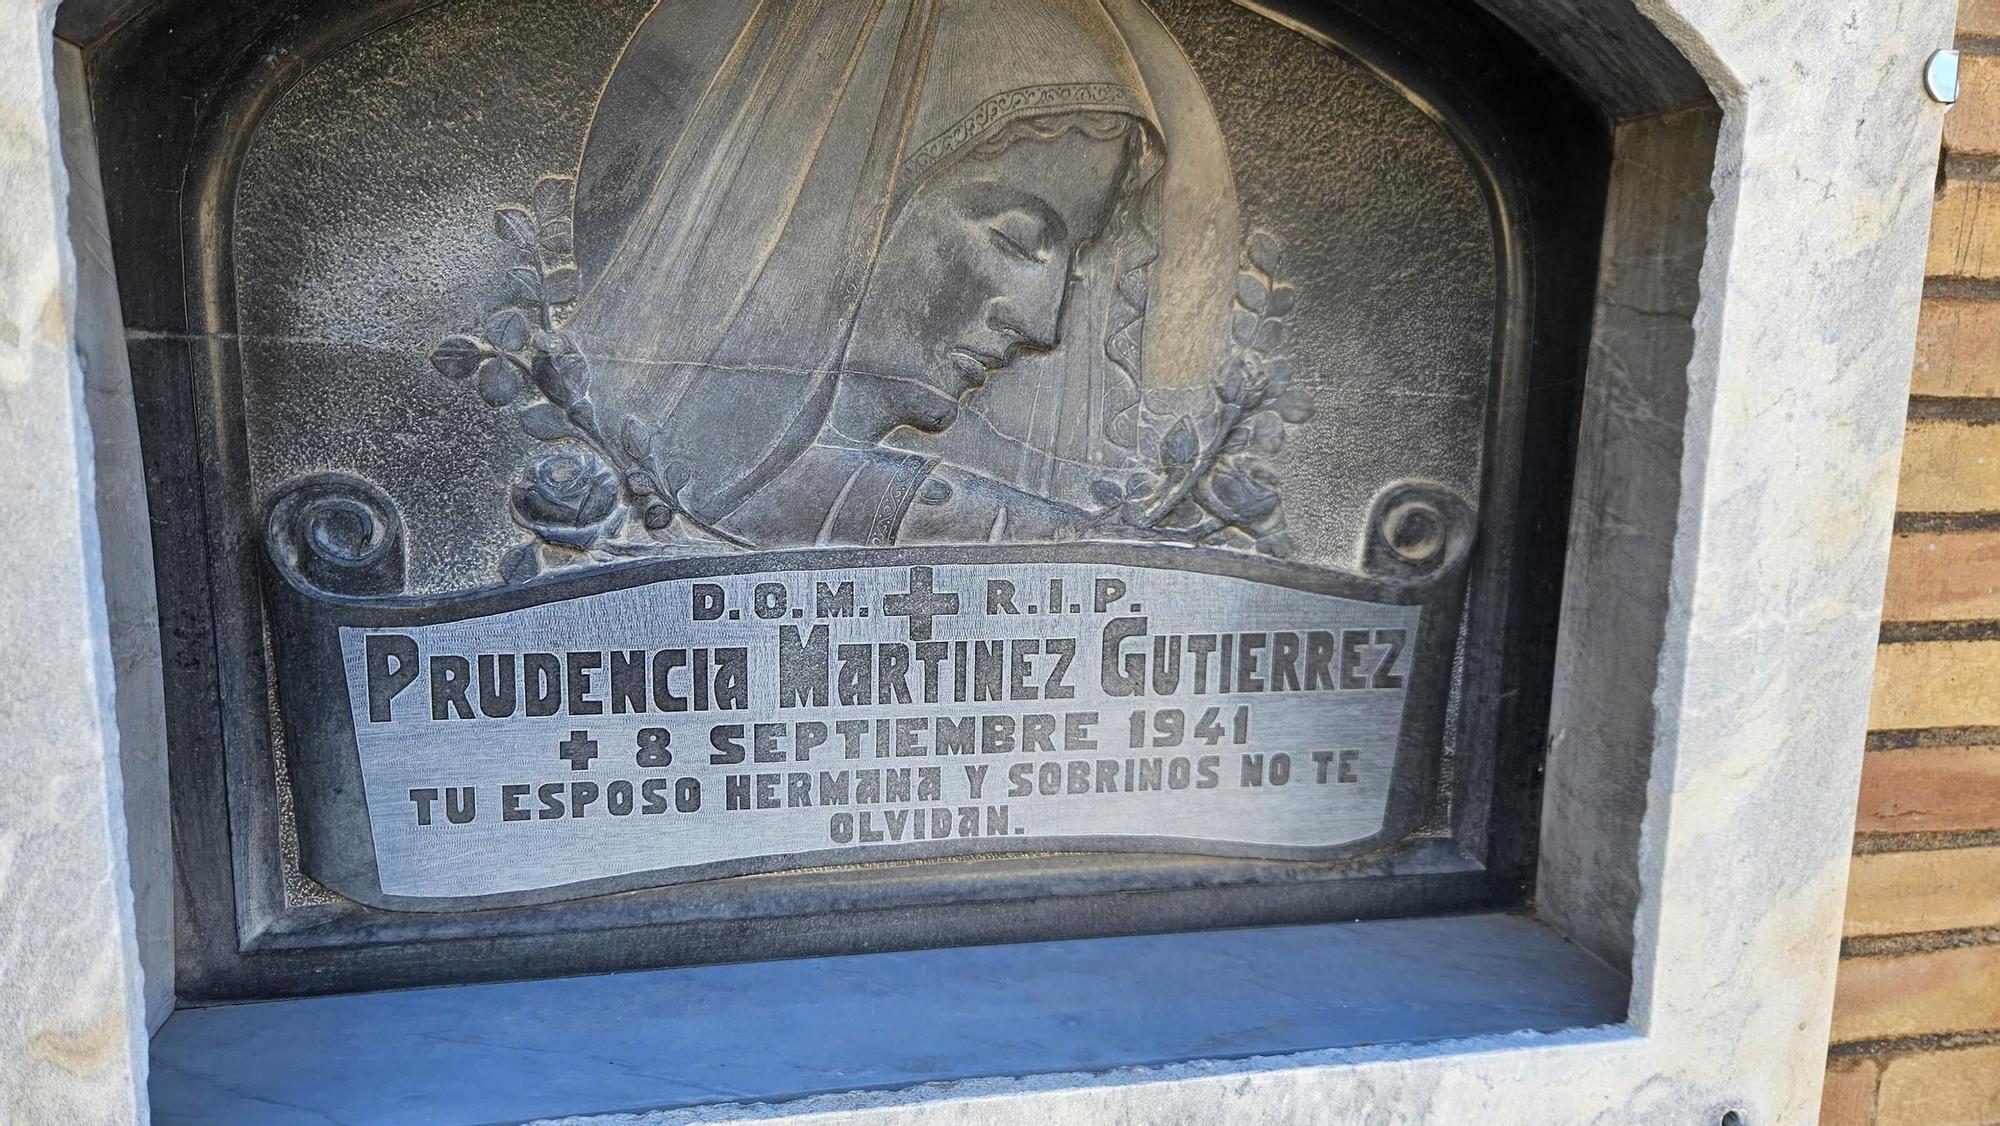 D.O.M. ✚ R.I.P.
PRUDENCIA MARTINEZ GUTIERREZ
✚ 8 SEPTIEMBRE 1941
TU ESPOSO HERMANA Y SOBRINOS NO TE
OLVIDAN.